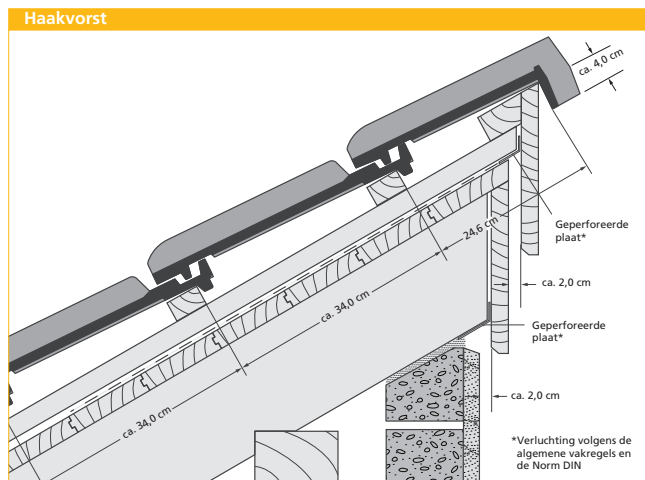 Haakvorst
ca. 4,0 cm
Geperforeerde
plaat*
24,6 cm
ca. 2,0 cm
ca. 34,0 cm
Geperforeerde
plaat*
ca. 2,0 cm
ca. 34,0 cm
*Verluchting volgens de
algemene vakregels en
de Norm DIN